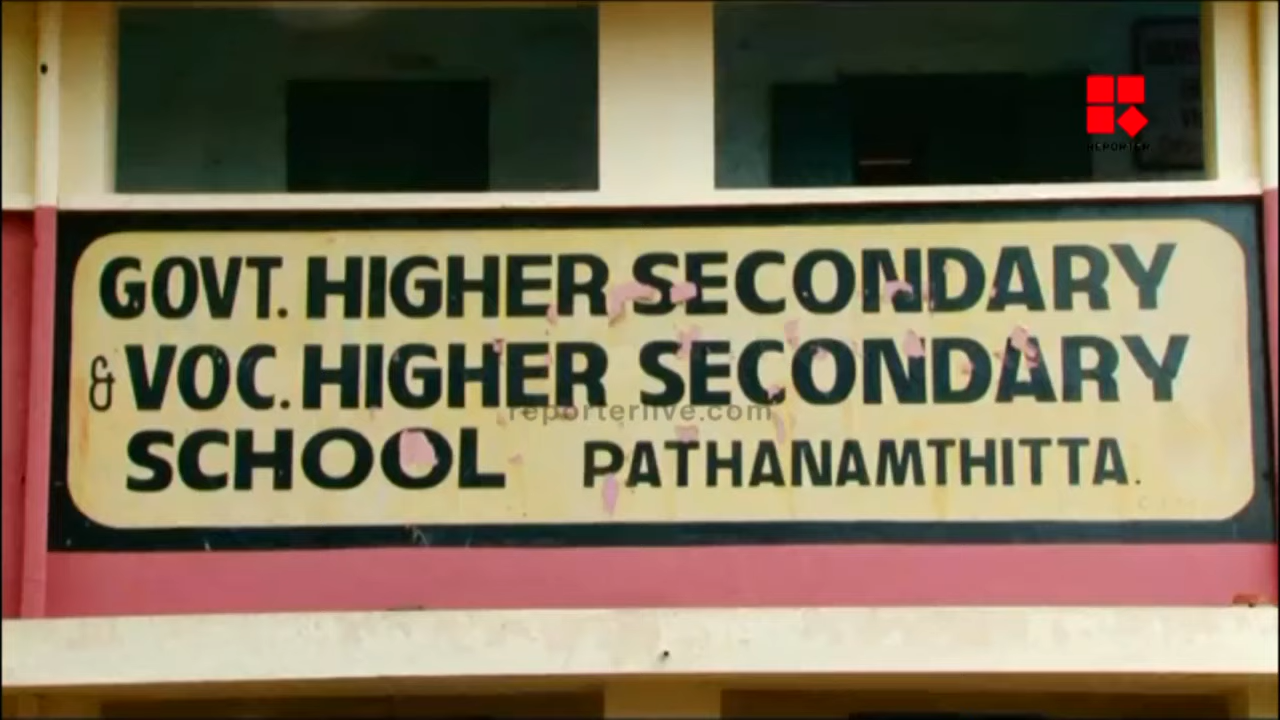 REPORTER
GOVT. HIGHER SECONDARY
& VOC. HIGHER SECONDARY
reporterlive.com
SCHOOL PATHANAMTHITTA.